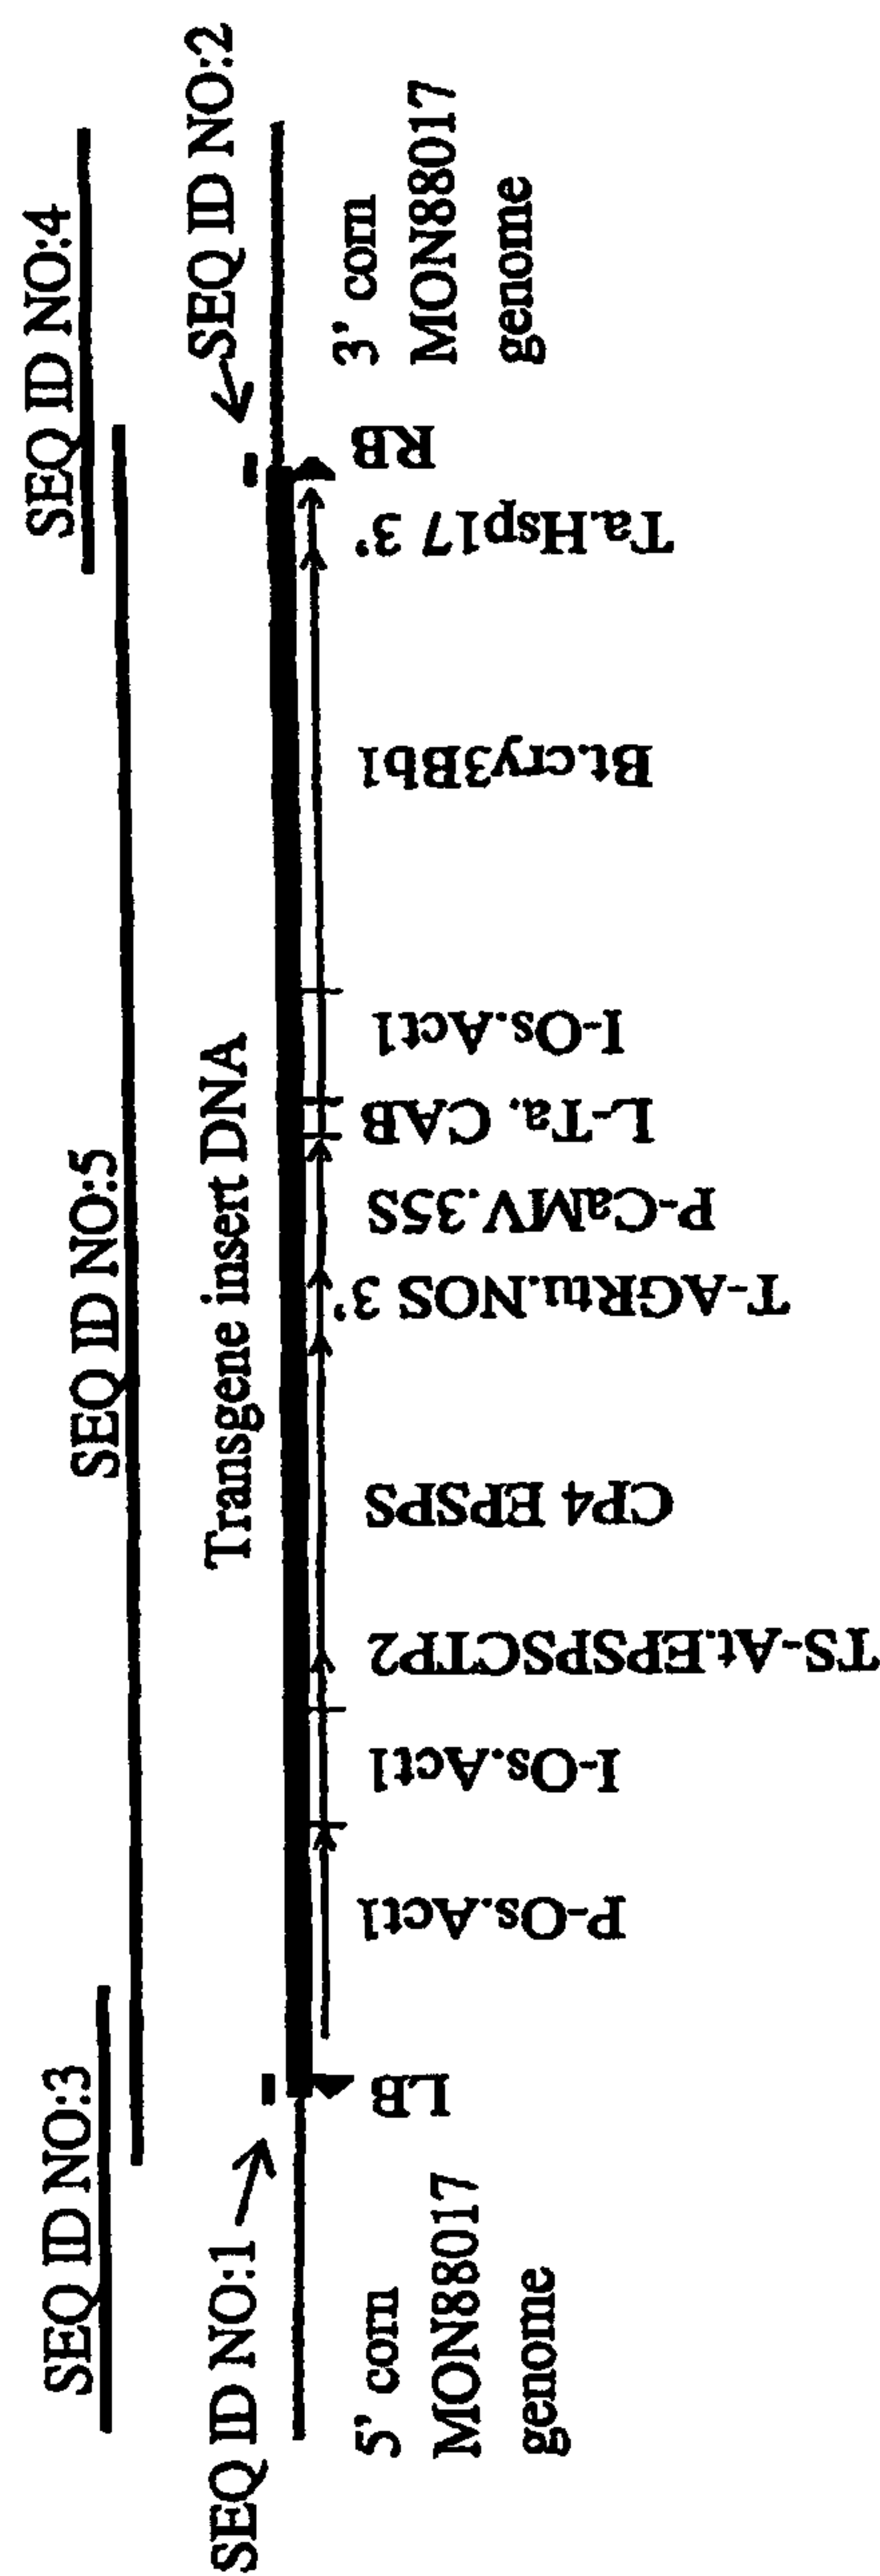 SEQ ID NO:3
SEQ ID NO:5
SEQ ID NO:4
SEQ ID NO:1
Transgene insert DNA
SEQ ID NO:2
5' corn
MON88017
genome
LB
P-Os.Act1
I-Os.Act1
TS-At.EPSPSCTP2
CP4 EPSPS
T-AGRtu.NOS 3'
P-CaMV.35S
L-Ta. CAB
I-Os.Act1
Bt.cry3Bb1
Ta.Hsp17 3'
RB
3' corn
MON88017
genome